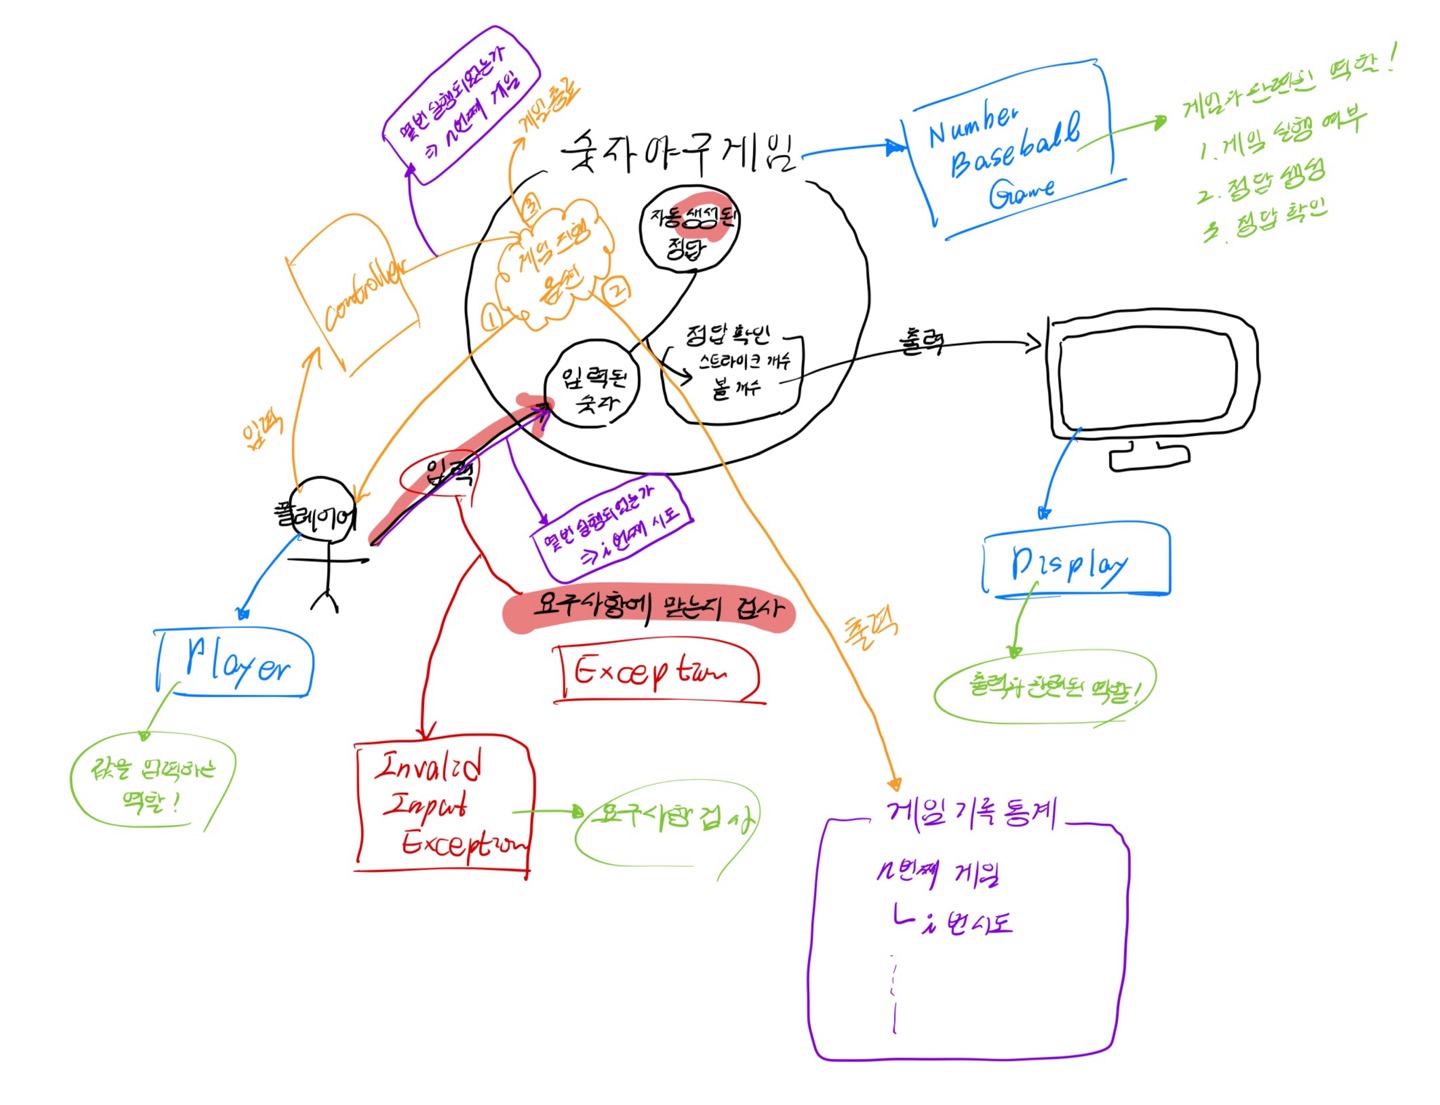 몇번 실행되었는가
⇒ n번째 게임
게임종료
숫자야구게임
Number
Baseball
Game
게임과 관련된 역할!
1. 게임 실행 여부
2. 정답 생성
3. 정답 확인
controller
③
게임 진행
옵션
①
②
자동생성된
정답
정답확인
스트라이크 개수
볼 개수
입력된
숫자
출력
입력
입력
플레이어
몇번 실행되었는가
⇒ i번째 시도
요구사항에 맞는지 검사
Exception
출력
Display
출력과 관련된 역할!
Player
값을 입력하는
역할!
Invalid
Input
Exception
요구사항 검사
게임기록통계
n번째 게임
ㄴ i번시도